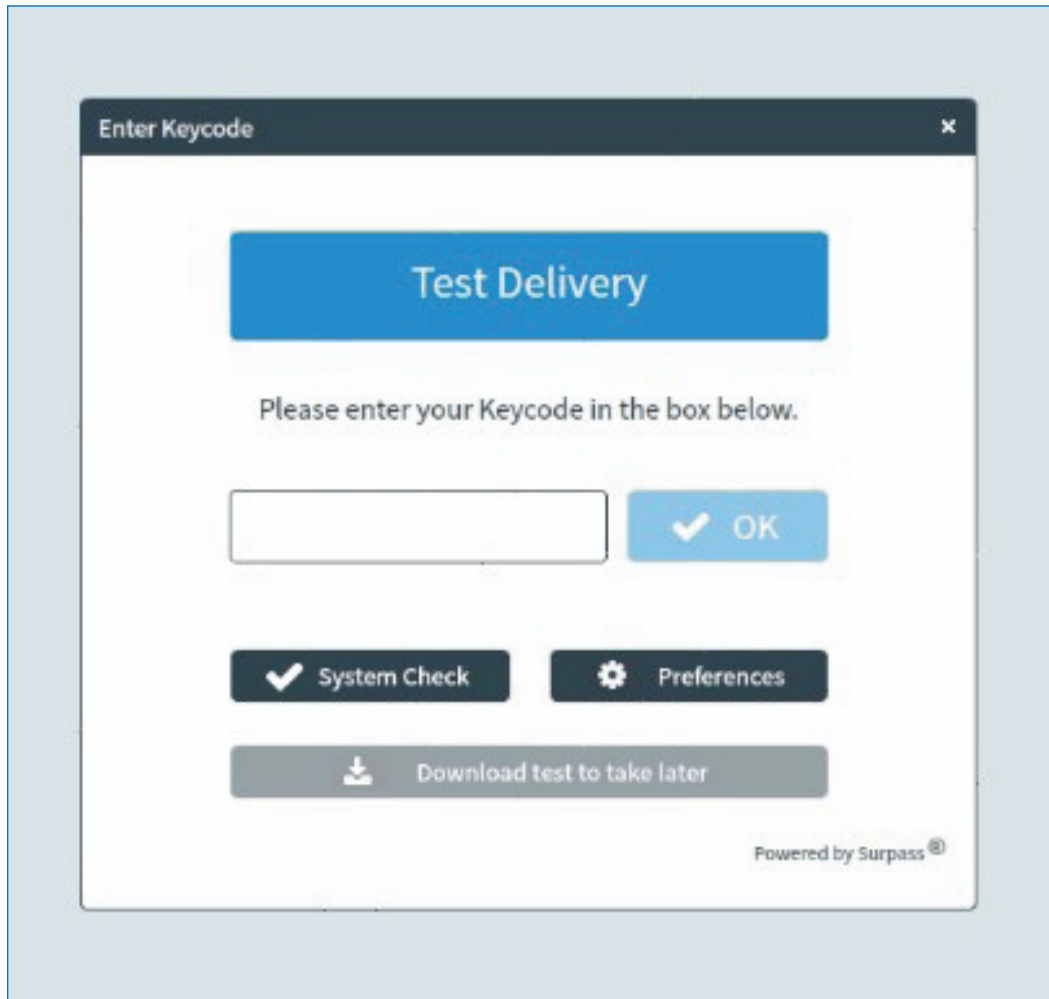 Enter Keycode
Test Delivery
Please enter your Keycode in the box below.
OK
System Check
Preferences
Download test to take later
Powered by Surpass®